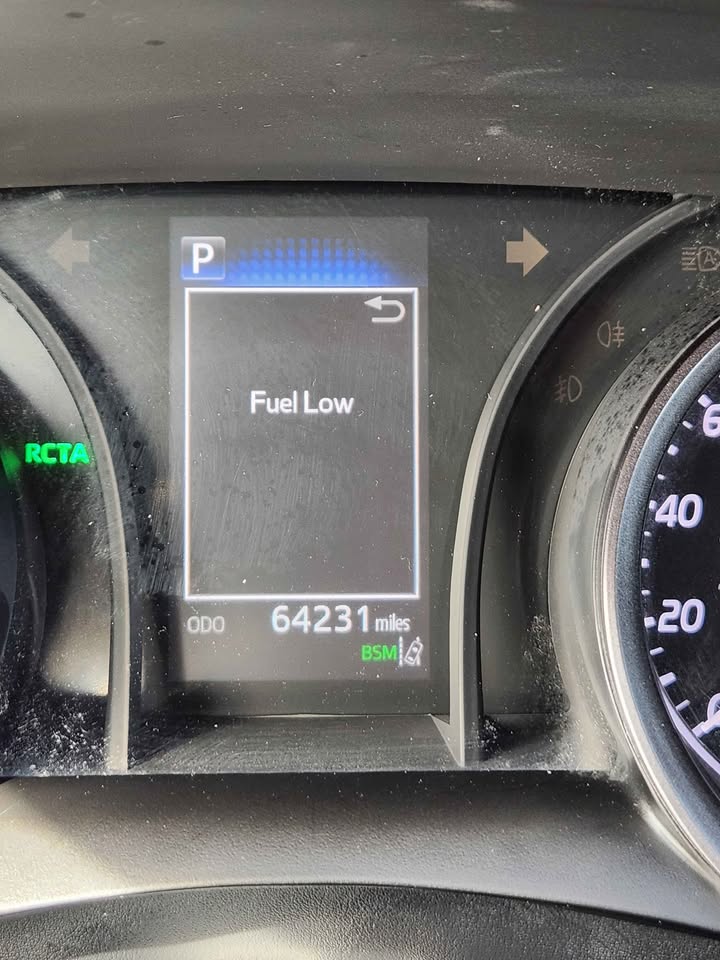 P
Fuel Low
RCTA
ODO 64231 miles
BSM
A
40
20